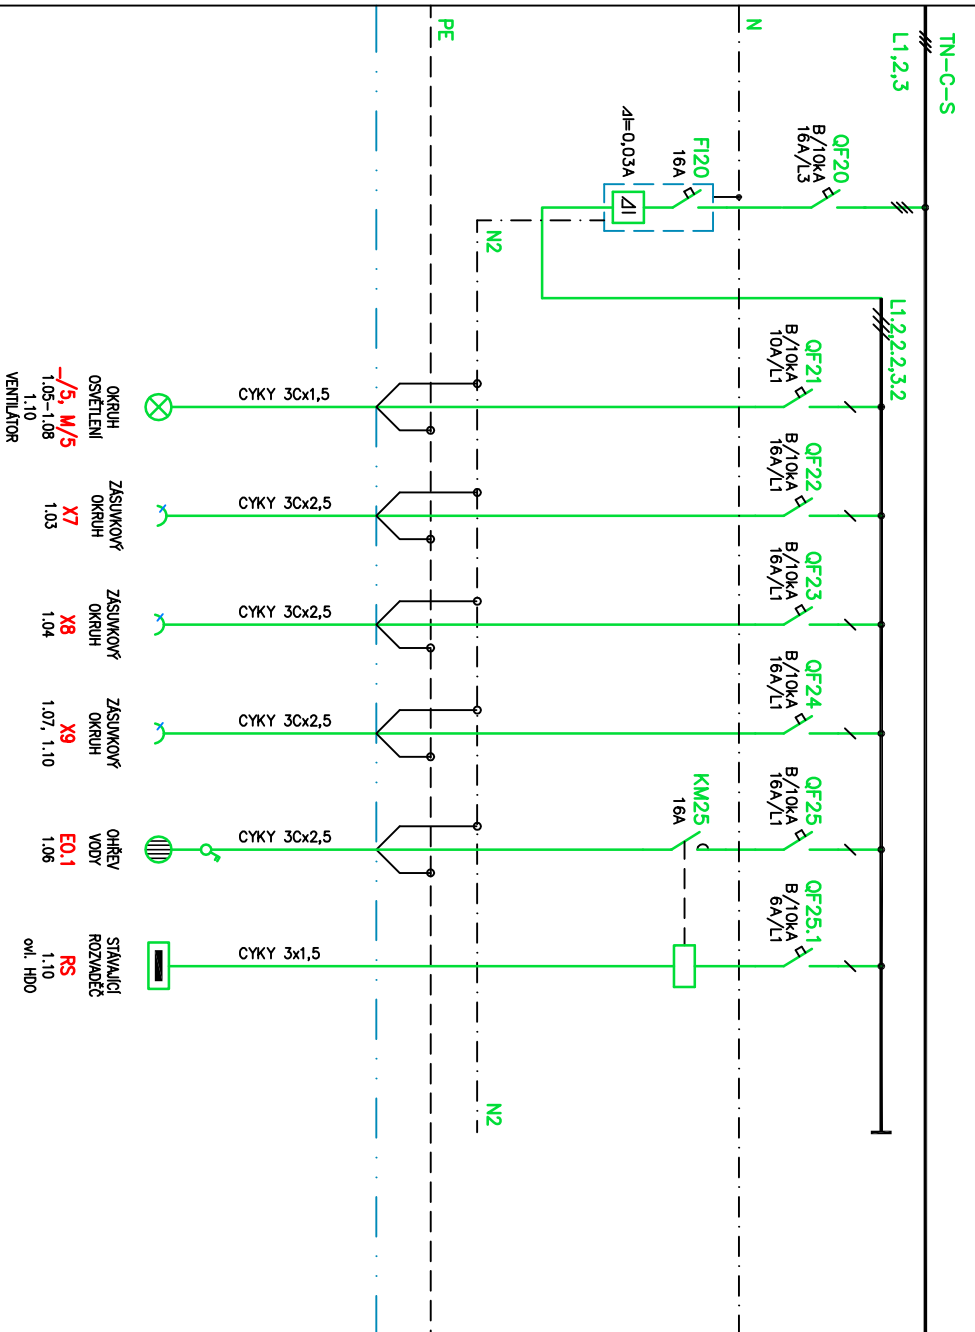 TN-C-S
L1,2,3
N
PE
QF20
B/10kA
16A/L3
FI20
16A
ΔI=0,03A
ΔI
N2
L1.2,2.2,3.2
QF21
B/10kA
10A/L1
QF22
B/10kA
16A/L1
QF23
B/10kA
16A/L1
QF24
B/10kA
16A/L1
QF25
B/10kA
16A/L1
QF25.1
B/10kA
6A/L1
KM25
16A
N2
CYKY 3Cx1,5
CYKY 3Cx2,5
CYKY 3Cx2,5
CYKY 3Cx2,5
CYKY 3Cx2,5
CYKY 3x1,5
OKRUH
OSVĚTLENÍ
-/5, M/5
1.05-1.08
1.10
VENTILÁTOR
ZÁSUVKOVÝ
OKRUH
X7
1.03
ZÁSUVKOVÝ
OKRUH
X8
1.04
ZÁSUVKOVÝ
OKRUH
X9
1.07, 1.10
OHŘEV
VODY
EO.1
1.06
STÁVAJÍCÍ
ROZVADĚČ
RS
1.10
ovl. HDO